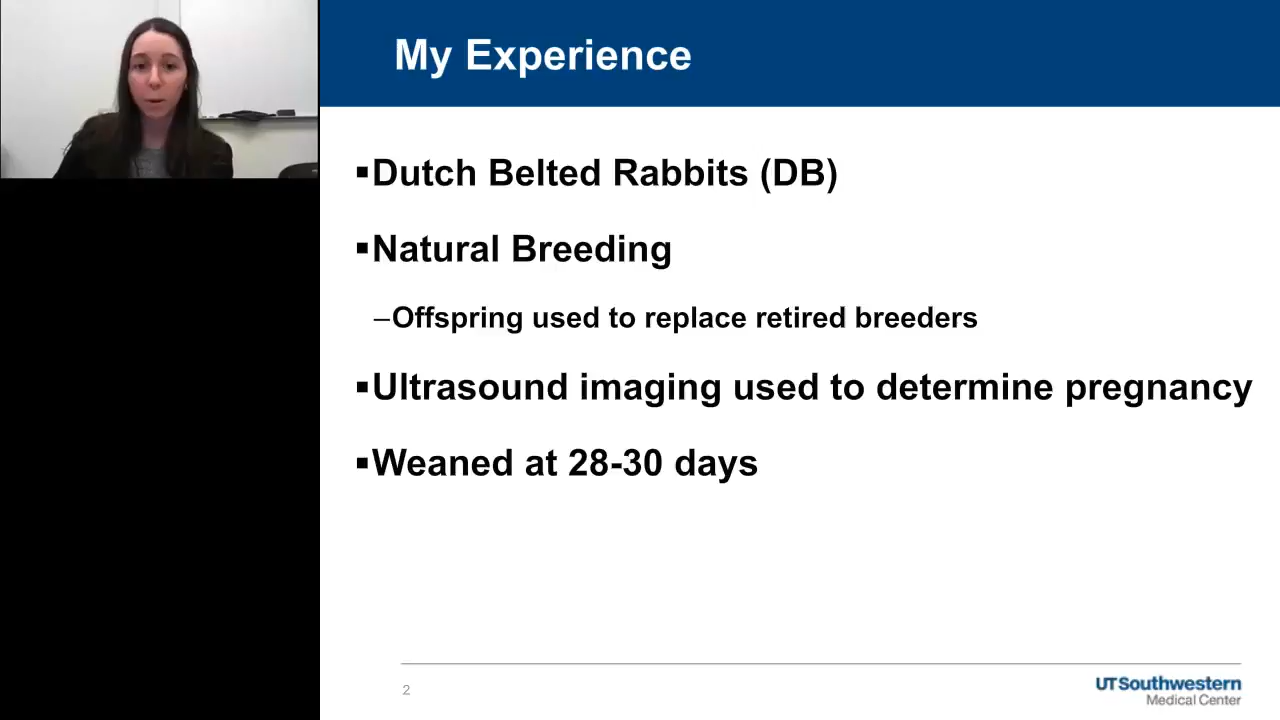 My Experience
▪Dutch Belted Rabbits (DB)
▪Natural Breeding
–Offspring used to replace retired breeders
▪Ultrasound imaging used to determine pregnancy
▪Weaned at 28-30 days
2
UTSouthwestern
Medical Center